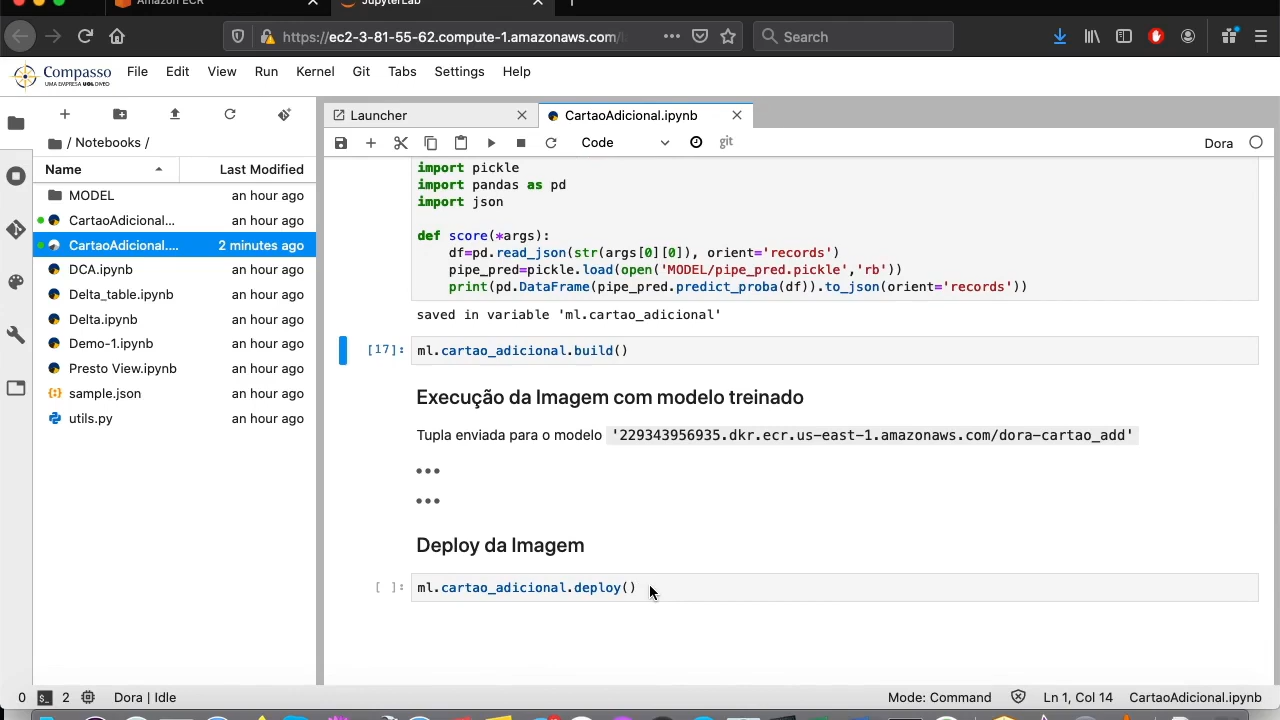 Amazon ECR
JupyterLab
https://ec2-3-81-55-62.compute-1.amazonaws.com/
Search
Compasso
UMA EMPRESA UOL DIVEO
File Edit View Run Kernel Git Tabs Settings Help
Launcher
CartaoAdicional.ipynb
/ Notebooks /
Code
git
Dora
Name
Last Modified
MODEL an hour ago
CartaoAdicional... an hour ago
CartaoAdicional.... 2 minutes ago
DCA.ipynb an hour ago
Delta_table.ipynb an hour ago
Delta.ipynb an hour ago
Demo-1.ipynb an hour ago
Presto View.ipynb an hour ago
sample.json an hour ago
utils.py an hour ago
import pickle
import pandas as pd
import json
def score(*args):
df=pd.read_json(str(args[0][0]), orient='records')
pipe_pred=pickle.load(open('MODEL/pipe_pred.pickle','rb'))
print(pd.DataFrame(pipe_pred.predict_proba(df)).to_json(orient='records'))
saved in variable 'ml.cartao_adicional'
[17]: ml.cartao_adicional.build()
Execução da Imagem com modelo treinado
Tupla enviada para o modelo '229343956935.dkr.ecr.us-east-1.amazonaws.com/dora-cartao_add'
Deploy da Imagem
[ ]: ml.cartao_adicional.deploy()
0 2 Dora | Idle
Mode: Command
Ln 1, Col 14
CartaoAdicional.ipynb